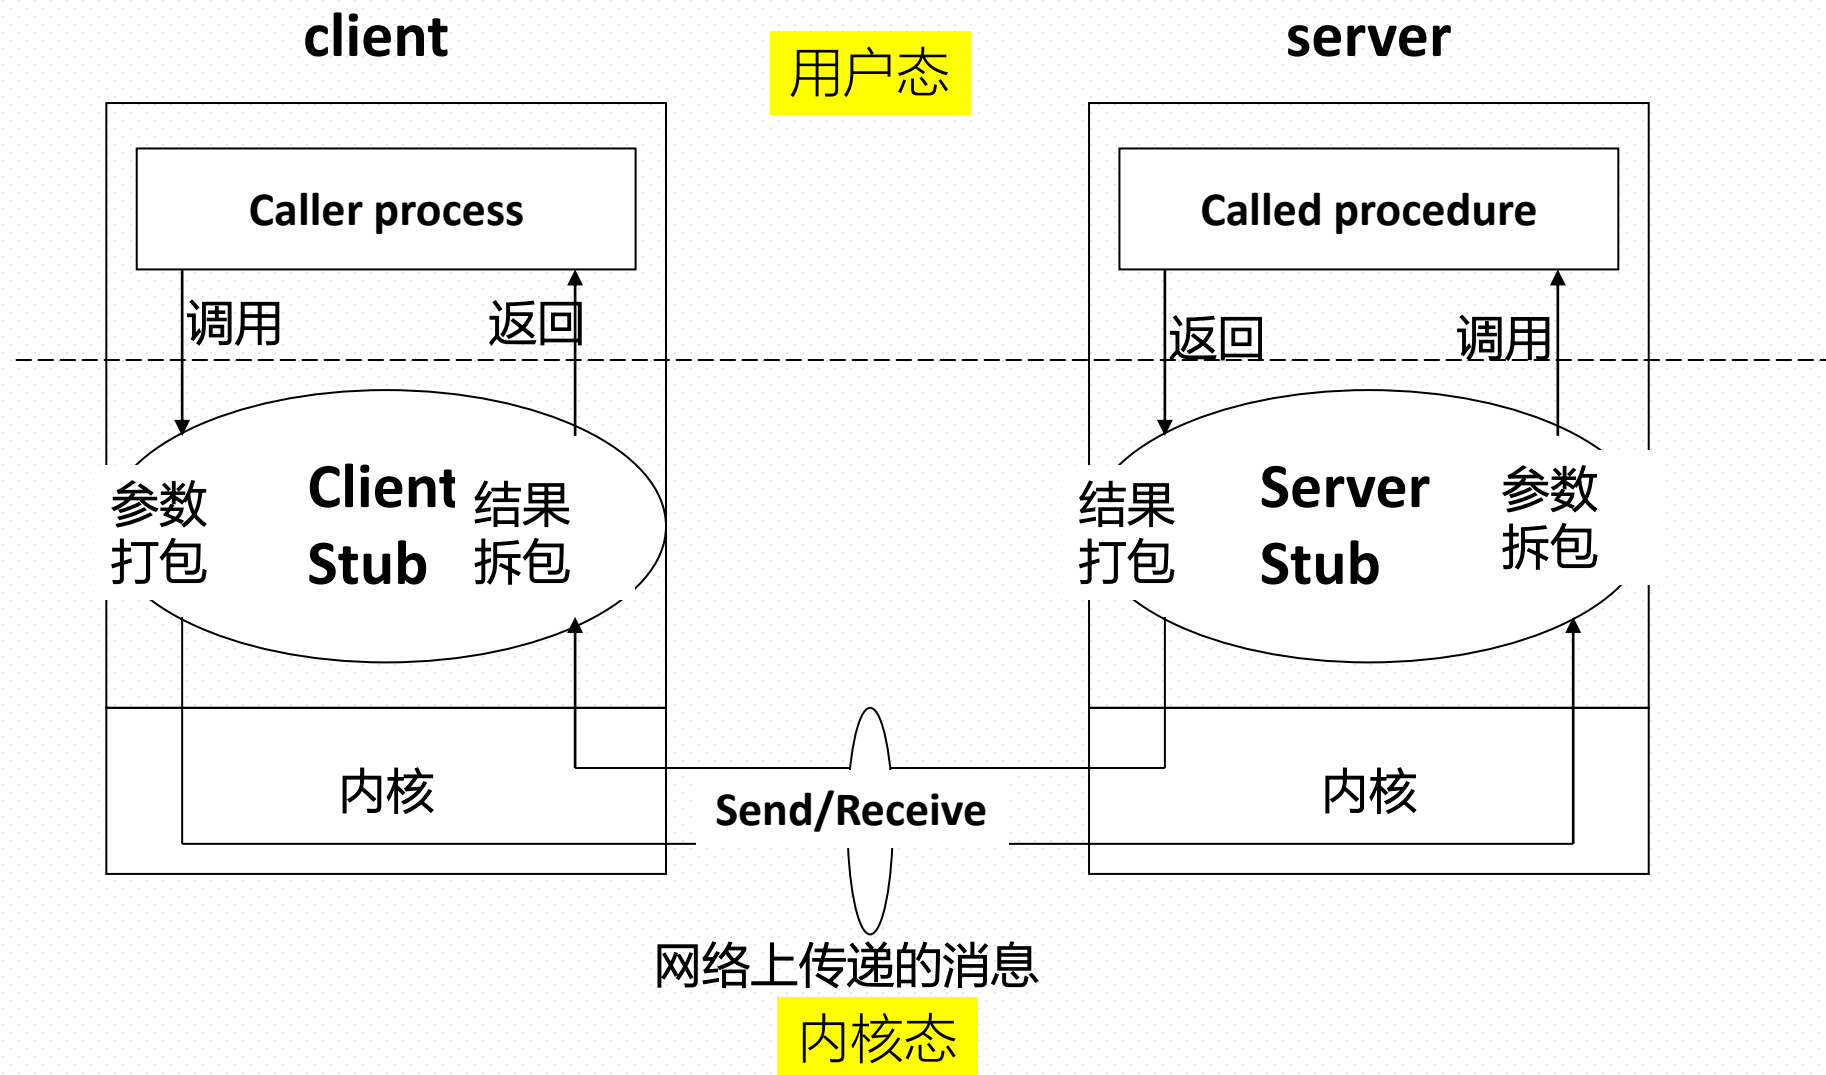 client
用户态
server
Caller process
Called procedure
调用
返回
返回
调用
参数
打包
Client
Stub
结果
拆包
结果
打包
Server
Stub
参数
拆包
内核
Send/Receive
内核
网络上传递的消息
内核态